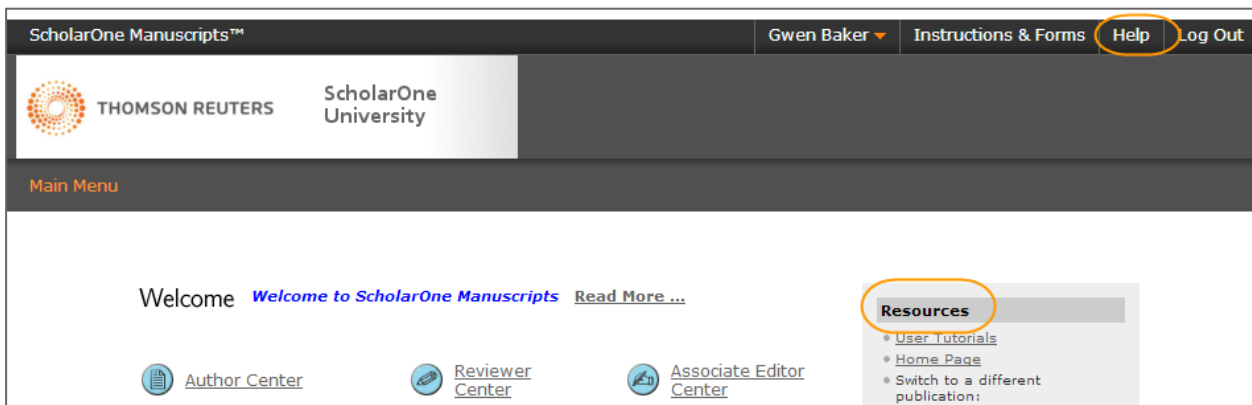 ScholarOne Manuscripts™ Gwen Baker Instructions & Forms Help Log Out
THOMSON REUTERS
ScholarOne
University
Main Menu
Welcome Welcome to ScholarOne Manuscripts Read More ...
Author Center
Reviewer
Center
Associate Editor
Center
Resources
User Tutorials
Home Page
Switch to a different
publication: